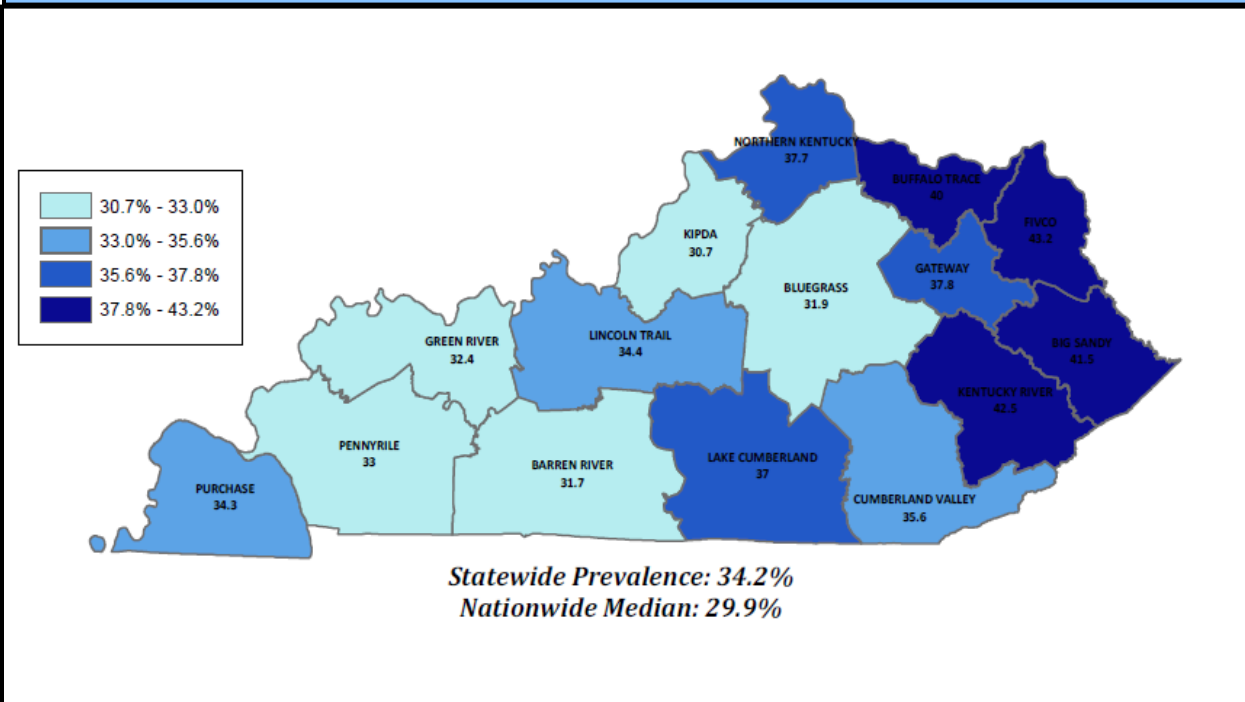 NORTHERN KENTUCKY
37.7
BUFFALO TRACE
40
FIVCO
43.2
30.7% - 33.0%
33.0% - 35.6%
35.6% - 37.8%
37.8% - 43.2%
KIPDA
30.7
GATEWAY
37.8
BLUEGRASS
31.9
GREEN RIVER
32.4
LINCOLN TRAIL
34.4
BIG SANDY
41.5
KENTUCKY RIVER
42.5
PENNYRILE
33
BARREN RIVER
31.7
LAKE CUMBERLAND
37
PURCHASE
34.3
CUMBERLAND VALLEY
35.6
Statewide Prevalence: 34.2%
Nationwide Median: 29.9%